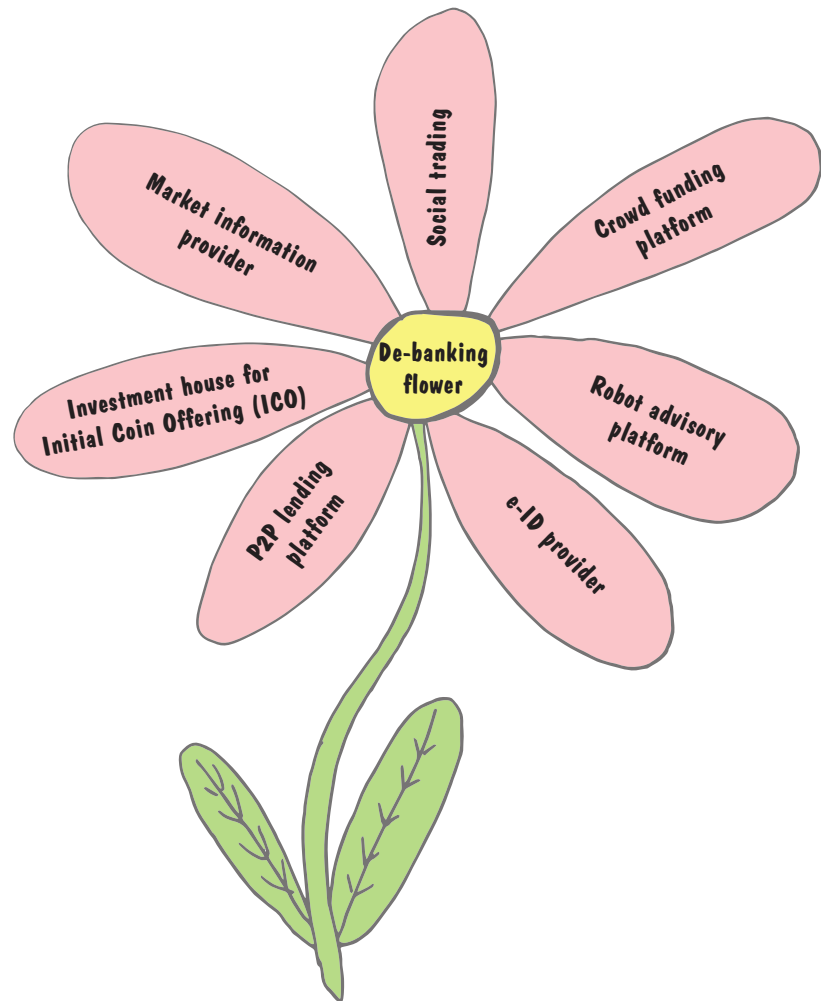 Social trading
Crowd funding
platform
Market information
provider
De-banking
flower
Robot advisory
platform
Investment house for
Initial Coin Offering (ICO)
P2P lending
platform
e-ID provider